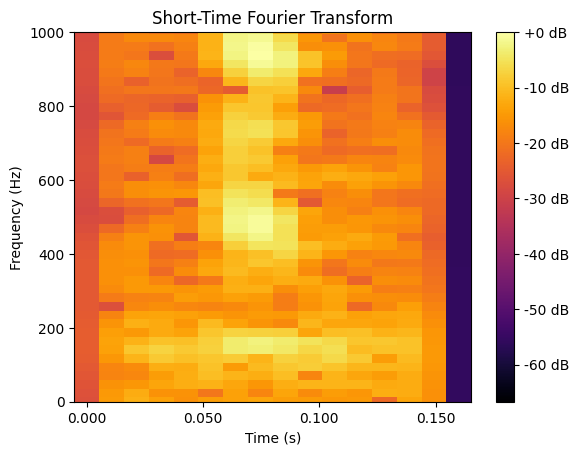 Short-Time Fourier Transform
1000
800
600
400
200
0
Frequency (Hz)
0.000
0.050
0.100
0.150
Time (s)
+0 dB
-10 dB
-20 dB
-30 dB
-40 dB
-50 dB
-60 dB